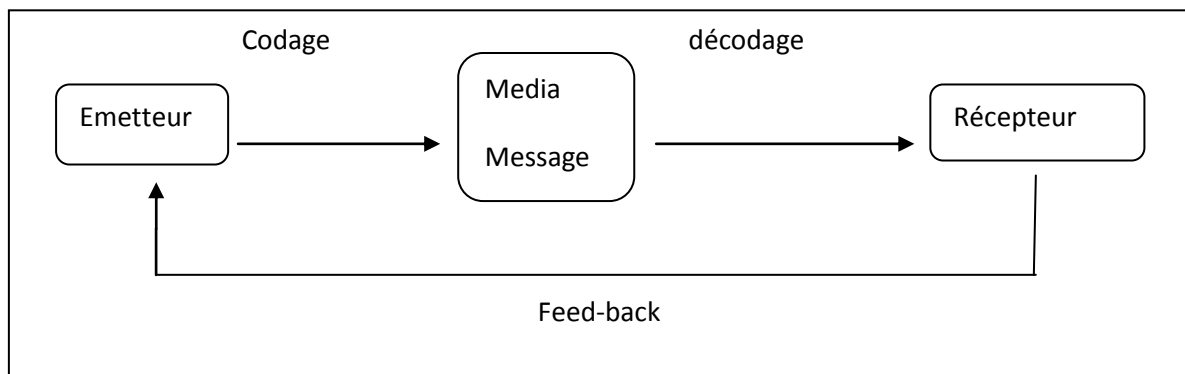 Codage
décodage
Emetteur
Media
Message
Récepteur
Feed-back